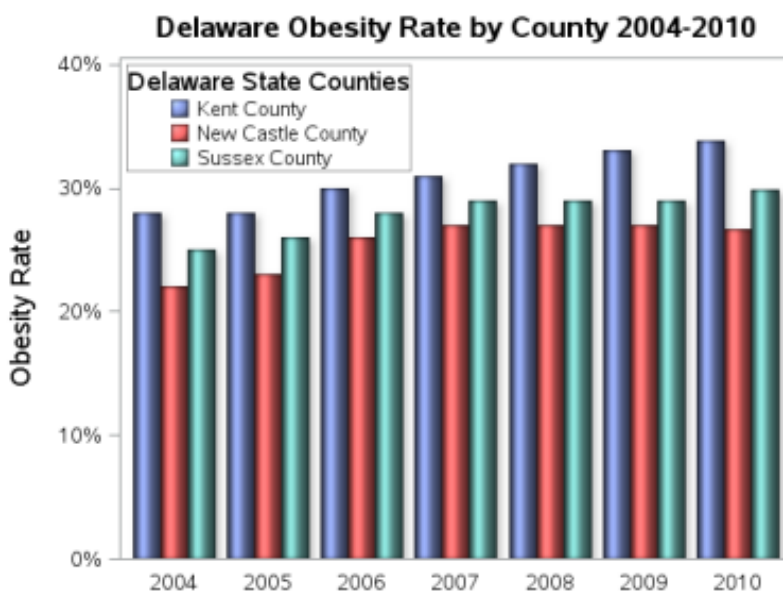 Delaware Obesity Rate by County 2004-2010
40%
Delaware State Counties
Kent County
New Castle County
Sussex County
30%
Obesity Rate
20%
10%
0%
2004 2005 2006 2007 2008 2009 2010